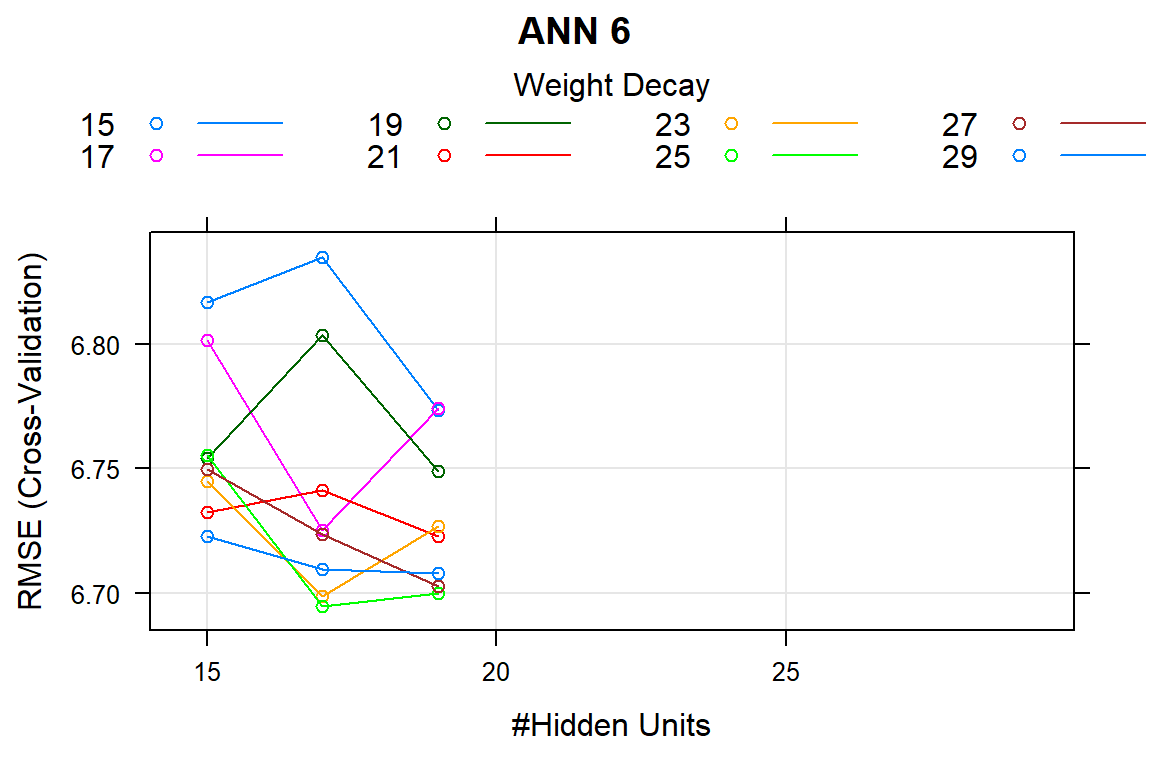 ANN 6
Weight Decay
15 19 23 27
17 21 25 29
RMSE (Cross-Validation)
6.80
6.75
6.70
15 20 25
#Hidden Units